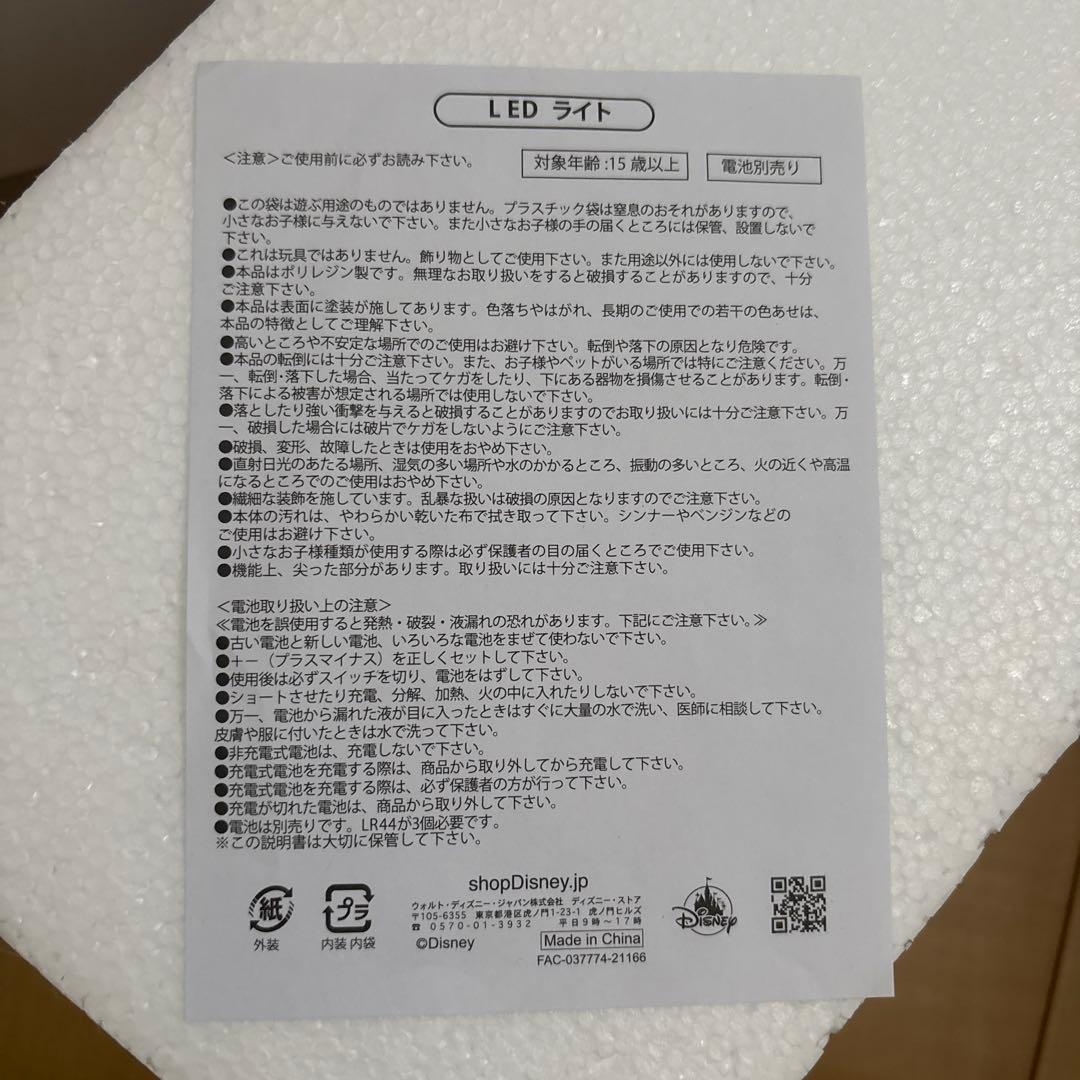 LED ライト
<注意>ご使用前に必ずお読み下さい。 対象年齢:15 歳以上 電池別売り
●この袋は遊ぶ用途のものではありません。プラスチック袋は窒息のおそれがありますので、
小さなお子様に与えないで下さい。また小さなお子様の手の届くところには保管、設置しないで
下さい。
●これは玩具ではありません。飾り物としてご使用下さい。また用途以外には使用しないで下さい。
●本品はポリレジン製です。無理なお取り扱いをすると破損することがありますので、十分
ご注意下さい。
●本品は表面に塗装が施してあります。色落ちやはがれ、長期のご使用での若干の色あせは、
本品の特徴としてご理解下さい。
●高いところや不安定な場所でのご使用はお避け下さい。転倒や落下の原因となり危険です。
●本品の転倒には十分ご注意下さい。また、お子様やペットがいる場所では特にご注意ください。万
一、転倒・落下した場合、当たってケガをしたり、下にある器物を損傷させることがあります。転倒・
落下による被害が想定される場所では使用しないで下さい。
●落としたり強い衝撃を与えると破損することがありますのでお取り扱いには十分ご注意下さい。万
一、破損した場合には破片でケガをしないようにご注意下さい。
●破損、変形、故障したときは使用をおやめ下さい。
●直射日光のあたる場所、湿気の多い場所や水のかかるところ、振動の多いところ、火の近くや高温
になるところでのご使用はおやめ下さい。
●繊細な装飾を施しています。乱暴な扱いは破損の原因となりますのでご注意下さい。
●本体の汚れは、やわらかい乾いた布で拭き取って下さい。シンナーやベンジンなどの
ご使用はお避け下さい。
●小さなお子様種類が使用する際は必ず保護者の目の届くところでご使用下さい。
●機能上、尖った部分があります。取り扱いには十分ご注意下さい。
<電池取り扱い上の注意>
≪電池を誤使用すると発熱・破裂・液漏れの恐れがあります。下記にご注意下さい。≫
●古い電池と新しい電池、いろいろな電池をまぜて使わないで下さい。
●+−(プラスマイナス)を正しくセットして下さい。
●使用後は必ずスイッチを切り、電池をはずして下さい。
●ショートさせたり充電、分解、加熱、火の中に入れたりしないで下さい。
●万一、電池から漏れた液が目に入ったときはすぐに大量の水で洗い、医師に相談して下さい。
皮膚や服に付いたときは水で洗って下さい。
●非充電式電池は、充電しないで下さい。
●充電式電池を充電する際は、商品から取り外してから充電して下さい。
●充電式電池を充電する際は、必ず保護者の方が行って下さい。
●充電が切れた電池は、商品から取り外して下さい。
●電池は別売りです。LR44が3個必要です。
※この説明書は大切に保管して下さい。
紙
外装
プラ
内装 内袋
shopDisney.jp
ウォルト・ディズニー・ジャパン株式会社 ディズニー・ストア
〒105-6355 東京都港区虎ノ門1-23-1 虎ノ門ヒルズ
☎ 0570-01-3932 平日9時〜17時
©Disney Made in China
FAC-037774-21166
Disney